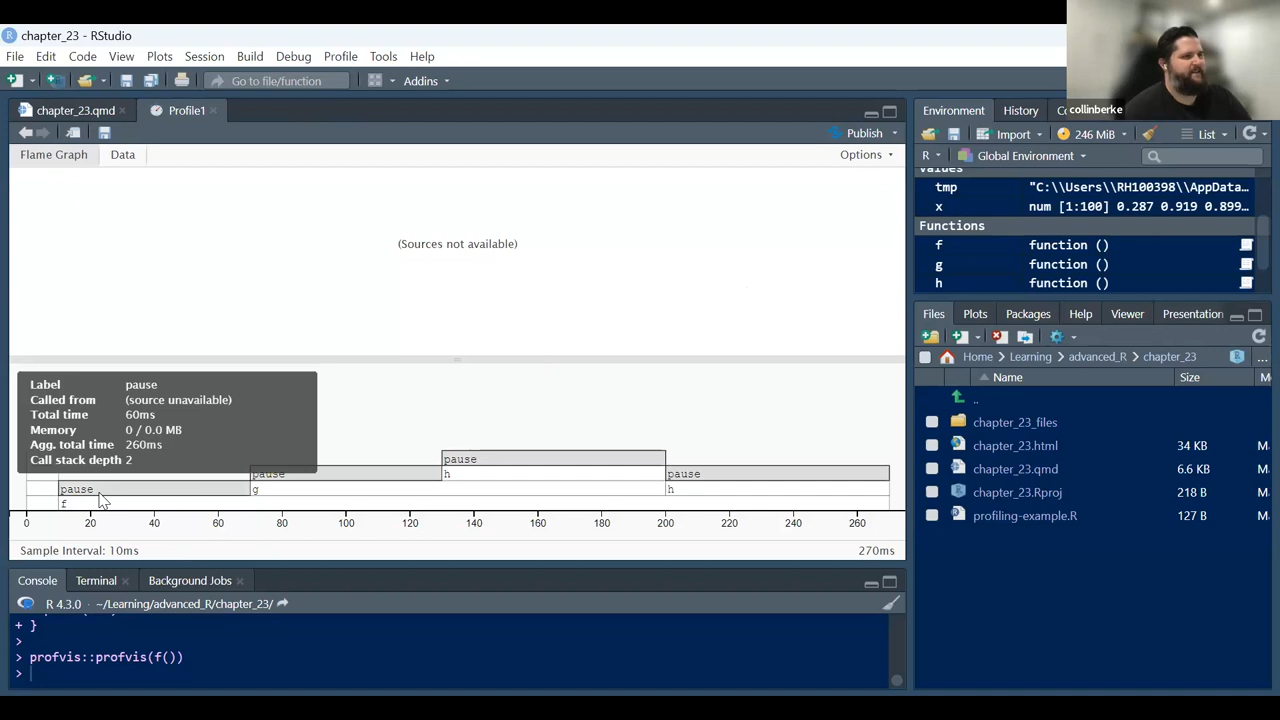 chapter_23 - RStudio
File Edit Code View Plots Session Build Debug Profile Tools Help
Go to file/function Addins
collinberke
chapter_23.qmd Profile1
Publish
Flame Graph Data Options
(Sources not available)
Label pause
Called from (source unavailable)
Total time 60ms
Memory 0 / 0.0 MB
Agg. total time 260ms
Call stack depth 2
pause
pause h pause
pause g h
f
0 20 40 60 80 100 120 140 160 180 200 220 240 260
Sample Interval: 10ms 270ms
Console Terminal Background Jobs
R 4.3.0 · ~/Learning/advanced_R/chapter_23/
+ }
>
> profvis::profvis(f())
>
Environment History
Import 246 MiB List
R Global Environment
Values
tmp "C:\\Users\\RH100398\\AppData…
x num [1:100] 0.287 0.919 0.899…
Functions
f function ()
g function ()
h function ()
Files Plots Packages Help Viewer Presentation
Home Learning advanced_R chapter_23 ...
Name Size
..
chapter_23_files
chapter_23.html 34 KB
chapter_23.qmd 6.6 KB
chapter_23.Rproj 218 B
profiling-example.R 127 B